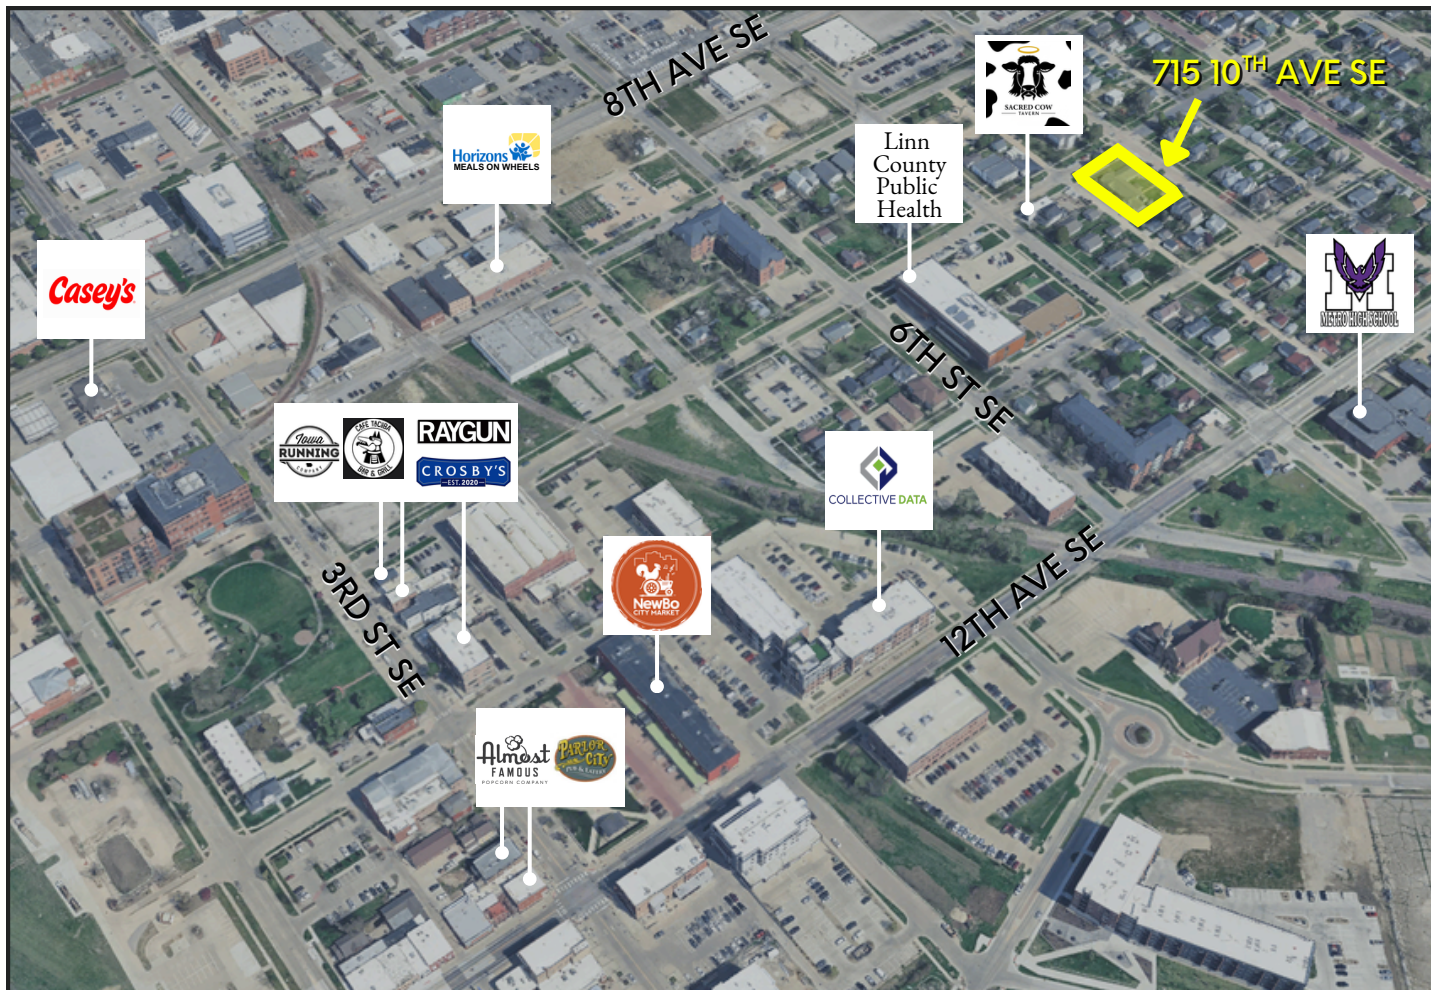 8TH AVE SE
715 10TH AVE SE
SACRED COW
TAVERN
Linn
County
Public
Health
Horizons
MEALS ON WHEELS
Casey's
M
METRO HIGH SCHOOL
6TH ST SE
Iowa
RUNNING
COMPANY
CAFE TACUBA
BAR & GRILL
RAYGUN
CROSBY'S
EST. 2020
COLLECTIVE DATA
12TH AVE SE
3RD ST SE
NewBo
CITY MARKET
Almost
FAMOUS
POPCORN COMPANY
PARLOR
CITY
PUB & EATERY